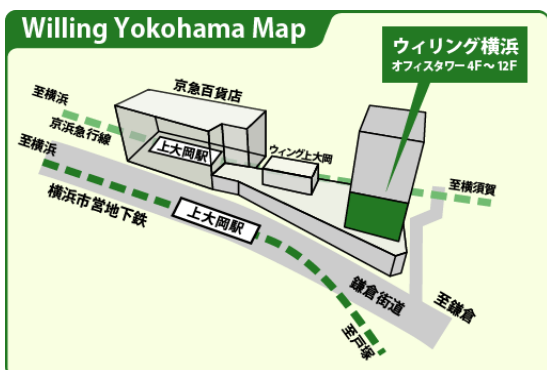 Willing Yokohama Map
ウィリング横浜
オフィスタワー4F～12F
京急百貨店
至横浜
京浜急行線
上大岡駅
ウィング上大岡
至横須賀
至横浜
横浜市営地下鉄
上大岡駅
鎌倉街道
至鎌倉
至戸塚